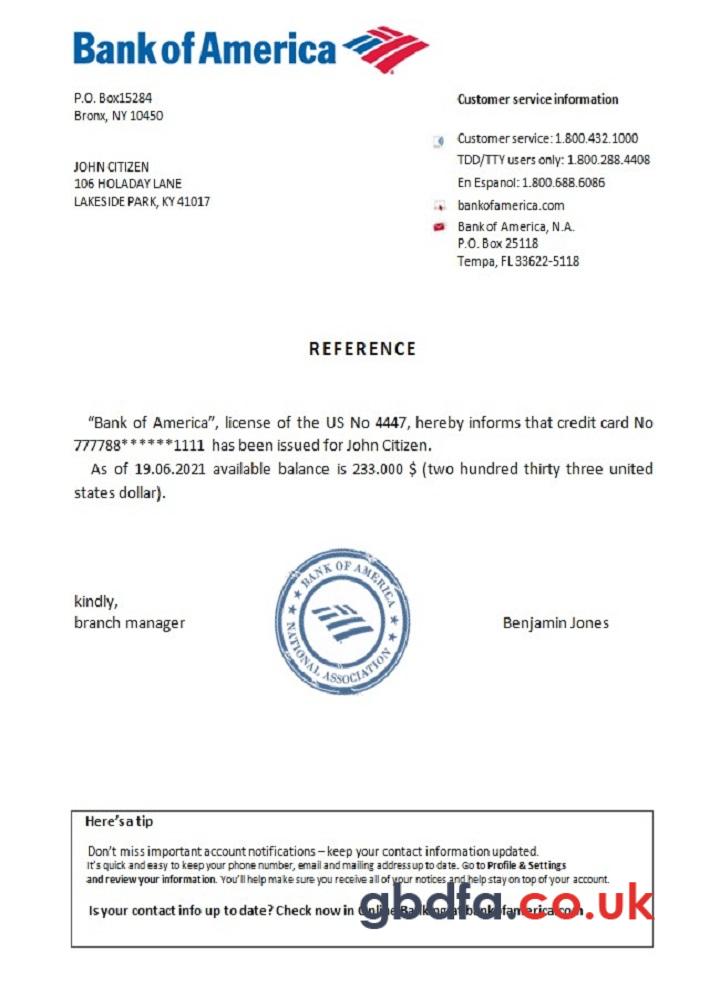 Bank of America
P.O. Box15284
Bronx, NY 10450
JOHN CITIZEN
106 HOLADAY LANE
LAKESIDE PARK, KY 41017
Customer service information
Customer service: 1.800.432.1000
TDD/TTY users only: 1.800.288.4408
En Espanol: 1.800.688.6086
bankofamerica.com
Bank of America, N.A.
P.O. Box 25118
Tempa, FL 33622-5118
REFERENCE
“Bank of America”, license of the US No 4447, hereby informs that credit card No
777788******1111 has been issued for John Citizen.
As of 19.06.2021 available balance is 233.000 $ (two hundred thirty three united
states dollar).
kindly,
branch manager
BANK OF AMERICA
NATIONAL ASSOCIATION
Benjamin Jones
Here's a tip
Don't miss important account notifications – keep your contact information updated.
It's quick and easy to keep your phone number, email and mailing address up to date. Go to Profile & Settings
and review your information. You'll help make sure you receive all of your notices and help stay on top of your account.
Is your contact info up to date? Check now in Online Banking at bankofamerica.com
gbdfa.co.uk